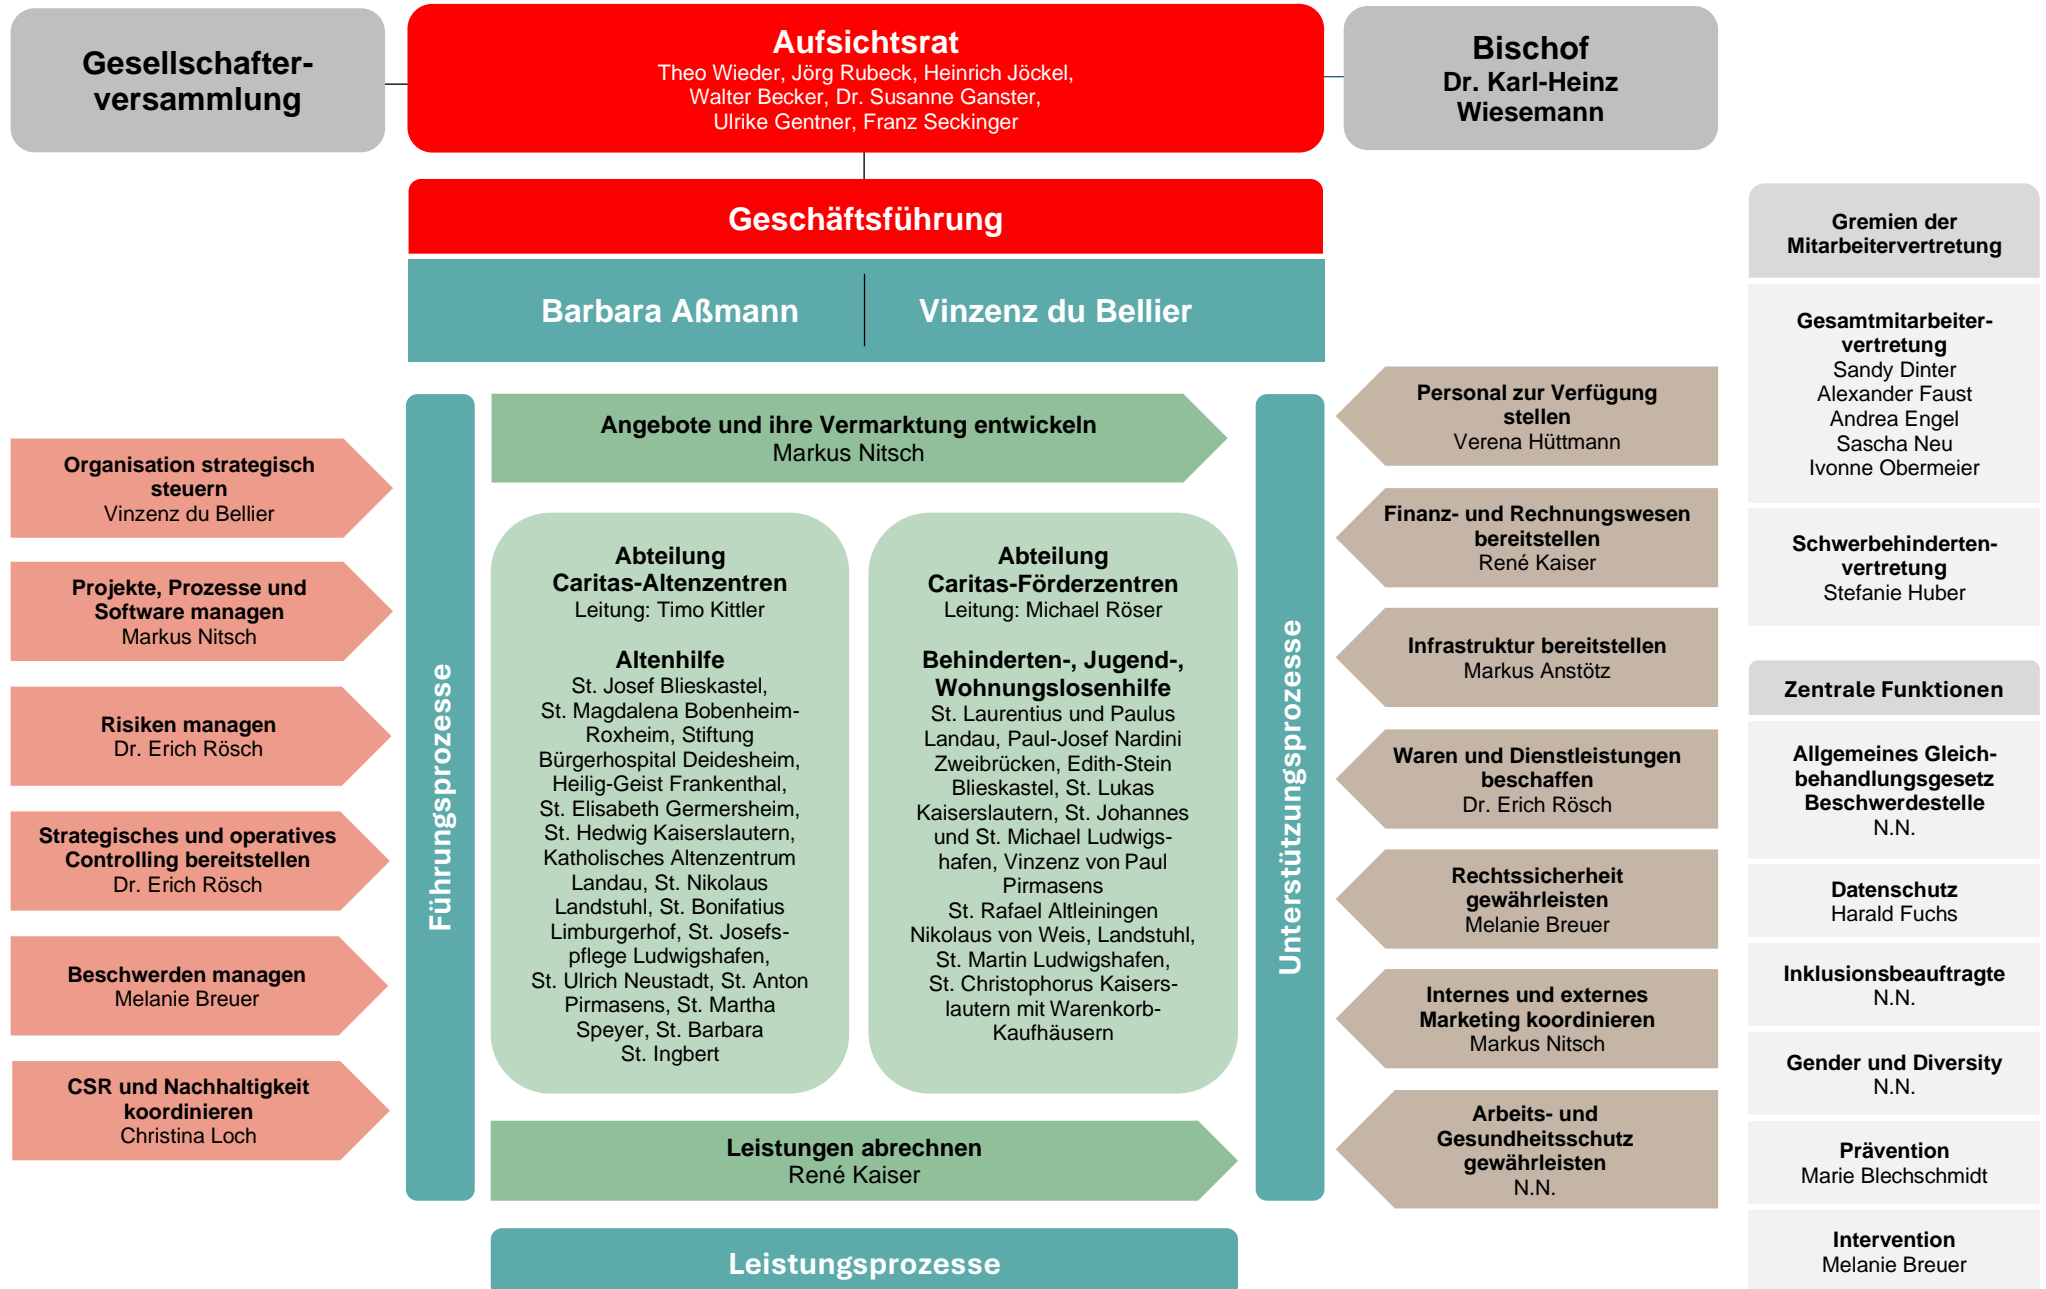 Gesellschafter-
versammlung
Aufsichtsrat
Theo Wieder, Jörg Rubeck, Heinrich Jöckel,
Walter Becker, Dr. Susanne Ganster,
Ulrike Gentner, Franz Seckinger
Bischof
Dr. Karl-Heinz
Wiesemann
Geschäftsführung
Barbara Aßmann
Vinzenz du Bellier
Führungsprozesse
Organisation strategisch
steuern
Vinzenz du Bellier
Projekte, Prozesse und
Software managen
Markus Nitsch
Risiken managen
Dr. Erich Rösch
Strategisches und operatives
Controlling bereitstellen
Dr. Erich Rösch
Beschwerden managen
Melanie Breuer
CSR und Nachhaltigkeit
koordinieren
Christina Loch
Angebote und ihre Vermarktung entwickeln
Markus Nitsch
Abteilung
Caritas-Altenzentren
Leitung: Timo Kittler
Altenhilfe
St. Josef Blieskastel,
St. Magdalena Bobenheim-
Roxheim, Stiftung
Bürgerhospital Deidesheim,
Heilig-Geist Frankenthal,
St. Elisabeth Germersheim,
St. Hedwig Kaiserslautern,
Katholisches Altenzentrum
Landau, St. Nikolaus
Landstuhl, St. Bonifatius
Limburgerhof, St. Josefs-
pflege Ludwigshafen,
St. Ulrich Neustadt, St. Anton
Pirmasens, St. Martha
Speyer, St. Barbara
St. Ingbert
Abteilung
Caritas-Förderzentren
Leitung: Michael Röser
Behinderten-, Jugend-,
Wohnungslosenhilfe
St. Laurentius und Paulus
Landau, Paul-Josef Nardini
Zweibrücken, Edith-Stein
Blieskastel, St. Lukas
Kaiserslautern, St. Johannes
und St. Michael Ludwigs-
hafen, Vinzenz von Paul
Pirmasens
St. Rafael Altleiningen
Nikolaus von Weis, Landstuhl,
St. Martin Ludwigshafen,
St. Christophorus Kaisers-
lautern mit Warenkorb-
Kaufhäusern
Leistungen abrechnen
René Kaiser
Leistungsprozesse
Unterstützungsprozesse
Personal zur Verfügung
stellen
Verena Hüttmann
Finanz- und Rechnungswesen
bereitstellen
René Kaiser
Infrastruktur bereitstellen
Markus Anstötz
Waren und Dienstleistungen
beschaffen
Dr. Erich Rösch
Rechtssicherheit
gewährleisten
Melanie Breuer
Internes und externes
Marketing koordinieren
Markus Nitsch
Arbeits- und
Gesundheitsschutz
gewährleisten
N.N.
Gremien der
Mitarbeitervertretung
Gesamtmitarbeiter-
vertretung
Sandy Dinter
Alexander Faust
Andrea Engel
Sascha Neu
Ivonne Obermeier
Schwerbehinderten-
vertretung
Stefanie Huber
Zentrale Funktionen
Allgemeines Gleich-
behandlungsgesetz
Beschwerdestelle
N.N.
Datenschutz
Harald Fuchs
Inklusionsbeauftragte
N.N.
Gender und Diversity
N.N.
Prävention
Marie Blechschmidt
Intervention
Melanie Breuer